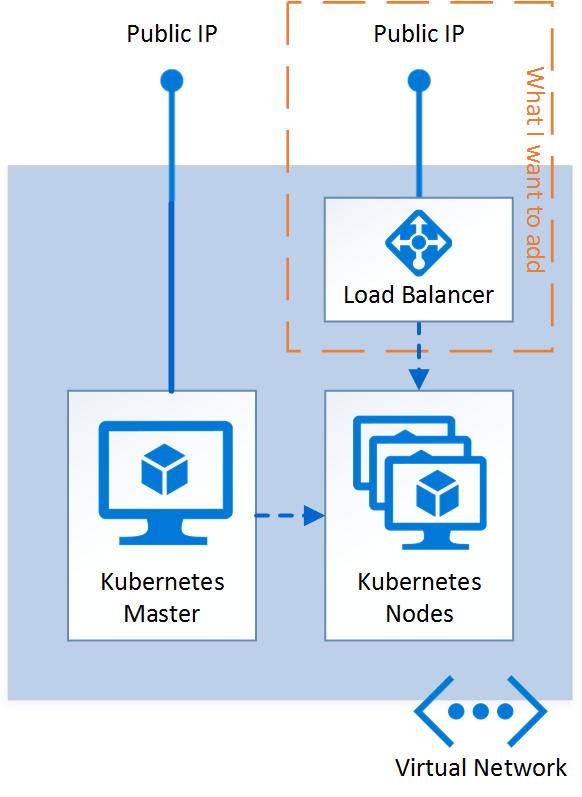 Public IP
Public IP
What I want to add
Load Balancer
Kubernetes
Master
Kubernetes
Nodes
Virtual Network